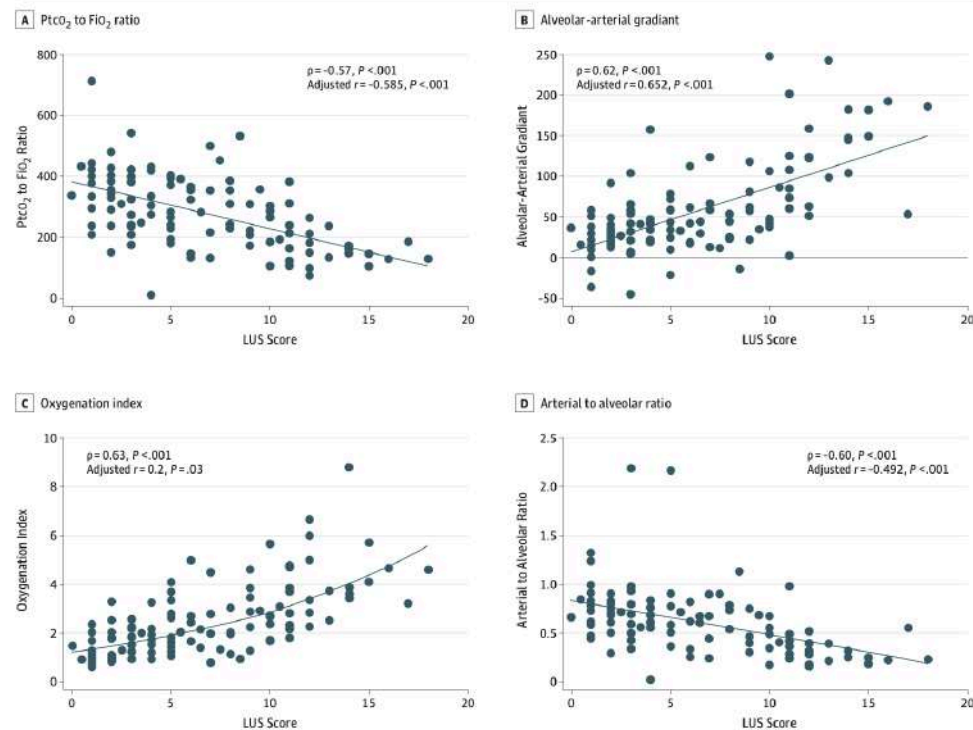 A PtcO₂ to FiO₂ ratio
800
600
400
200
0
PtcO₂ to FiO₂ Ratio
ρ=-0.57, P <.001
Adjusted r= -0.585, P <.001
0 5 10 15 20
LUS Score
B Alveolar-arterial gradiant
250
200
150
100
50
0
-50
Alveolar-Arterial Gradiant
ρ=0.62, P <.001
Adjusted r= 0.652, P <.001
0 5 10 15 20
LUS Score
C Oxygenation index
10
8
6
4
2
0
Oxygenation Index
ρ=0.63, P <.001
Adjusted r= 0.2, P =.03
0 5 10 15 20
LUS Score
D Arterial to alveolar ratio
2.5
2.0
1.5
1.0
0.5
0
Arterial to Alveolar Ratio
ρ=-0.60, P <.001
Adjusted r= -0.492, P <.001
0 5 10 15 20
LUS Score